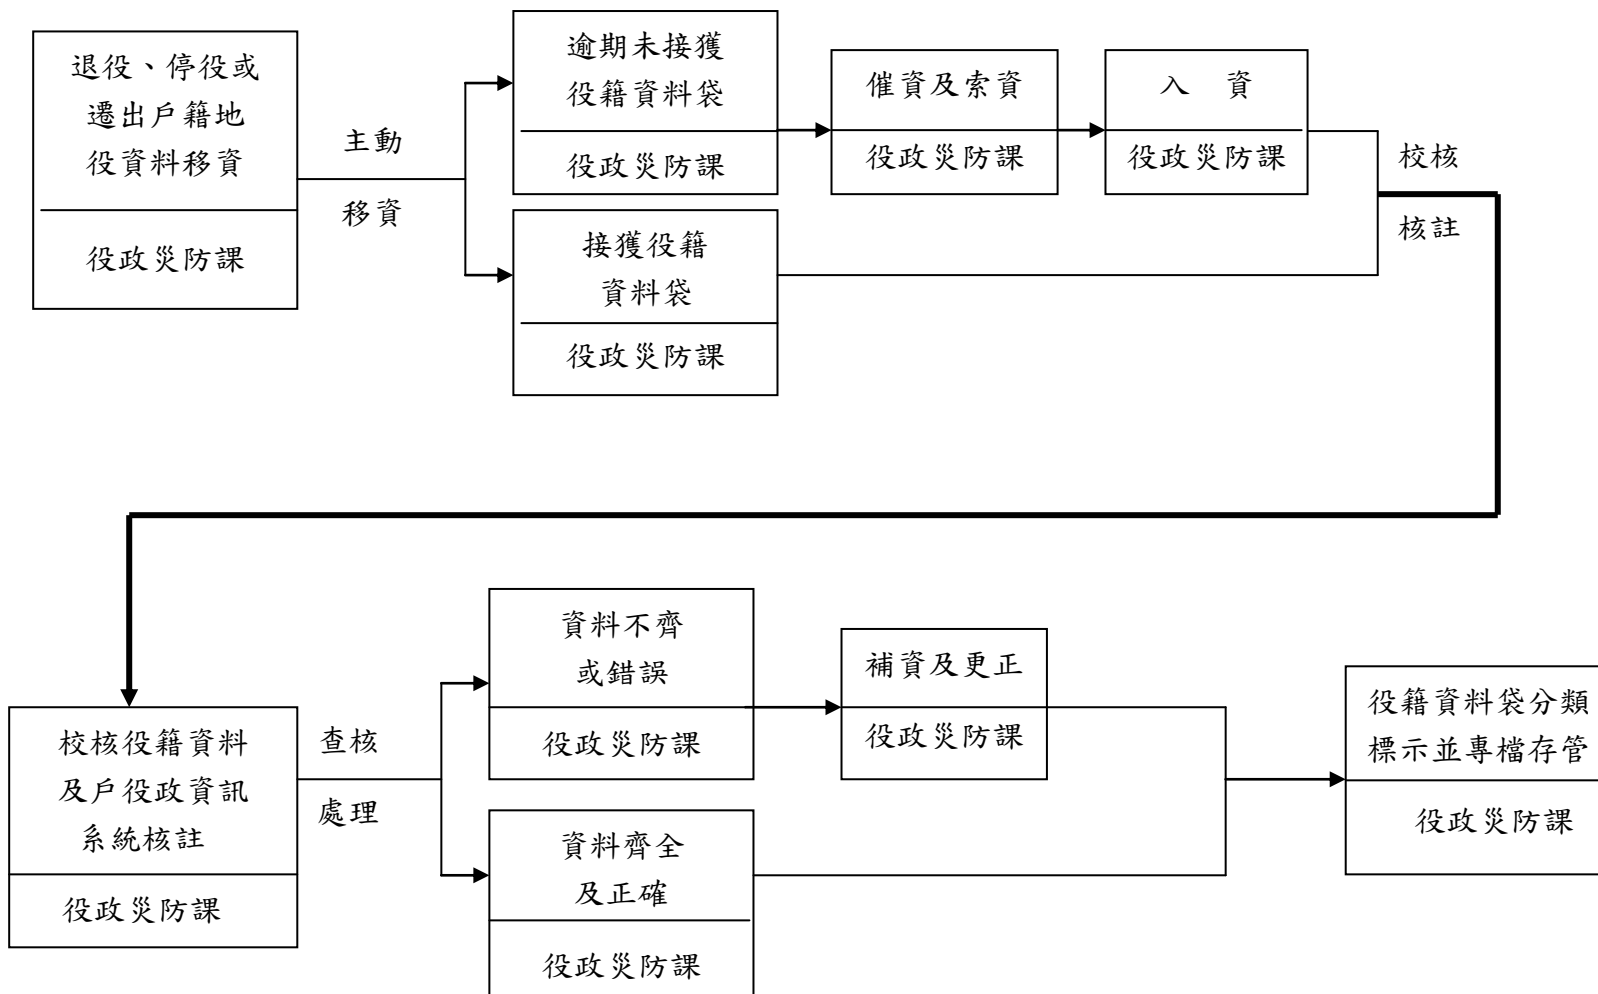 退役、停役或
遷出戶籍地
役資料移資
役政災防課
主動
移資
逾期未接獲
役籍資料袋
役政災防課
催資及索資
役政災防課
入　資
役政災防課
校核
核註
接獲役籍
資料袋
役政災防課
校核役籍資料
及戶役政資訊
系統核註
役政災防課
查核
處理
資料不齊
或錯誤
役政災防課
補資及更正
役政災防課
資料齊全
及正確
役政災防課
役籍資料袋分類
標示並專檔存管
役政災防課